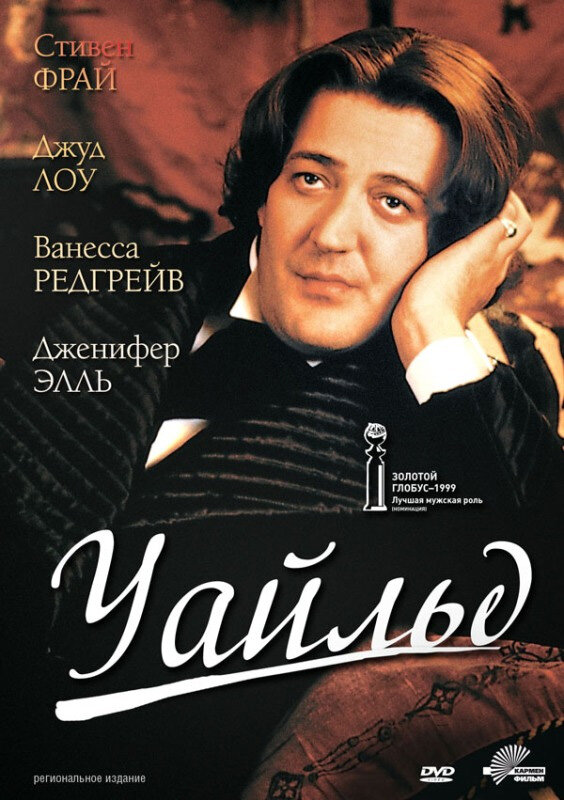 Стивен
ФРАЙ
Джуд
ЛОУ
Ванесса
РЕДГРЕЙВ
Дженифер
ЭЛЛЬ
ЗОЛОТОЙ
ГЛОБУС–1999
Лучшая мужская роль
(НОМИНАЦИЯ)
Уайльд
региональное издание
DVD
VIDEO
КАРМЕН
ФИЛЬМ